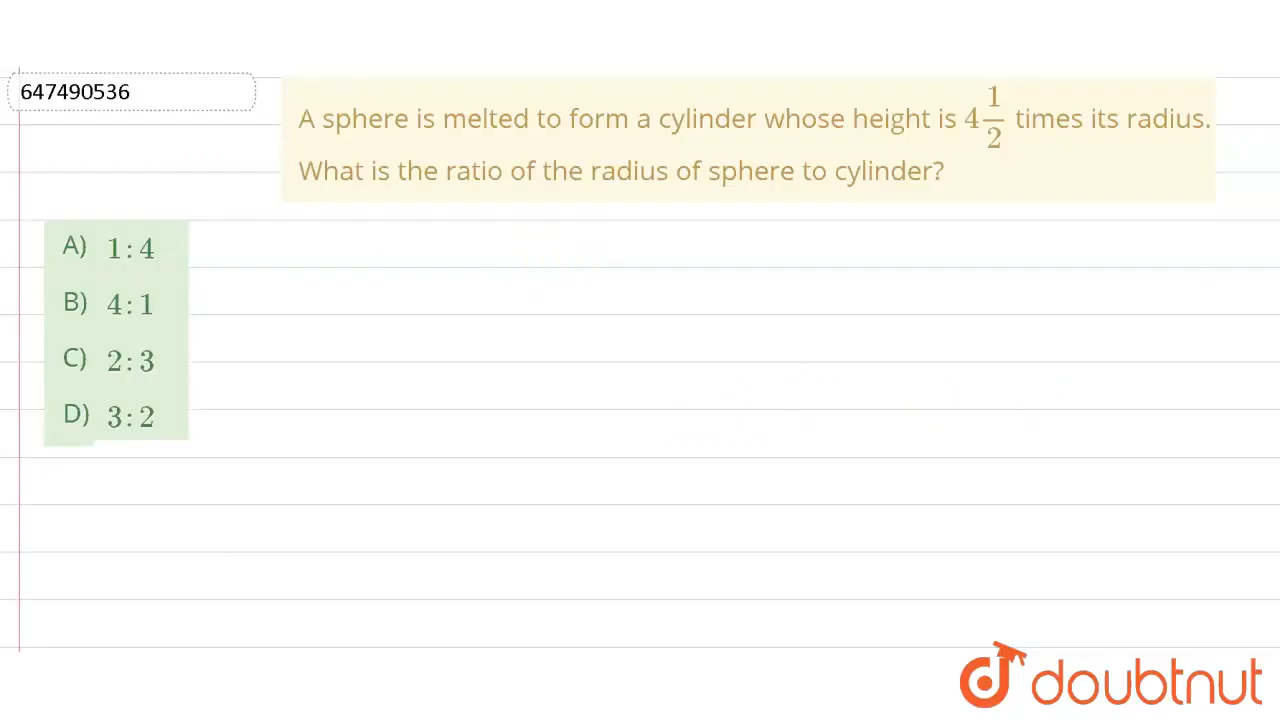 647490536
A sphere is melted to form a cylinder whose height is 4 1/2 times its radius.
What is the ratio of the radius of sphere to cylinder?
A) 1 : 4
B) 4 : 1
C) 2 : 3
D) 3 : 2
doubtnut